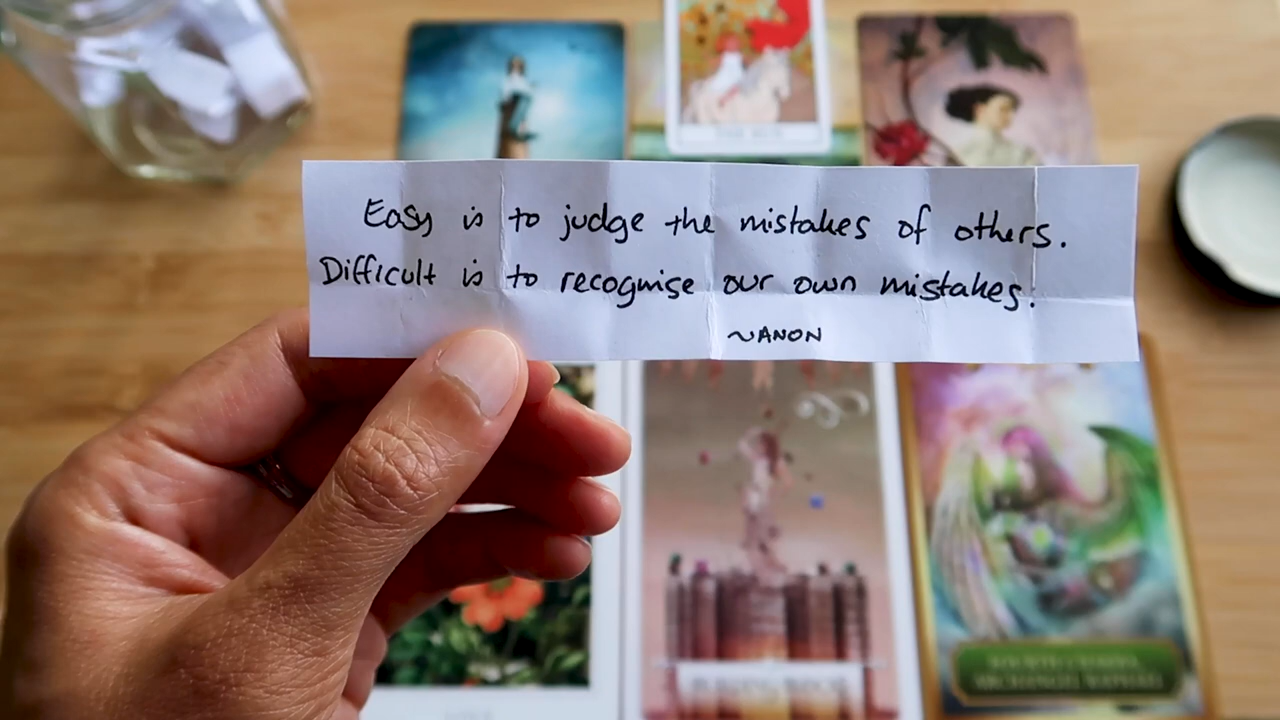 Easy is to judge the mistakes of others.
Difficult is to recognise our own mistakes.
~ANON